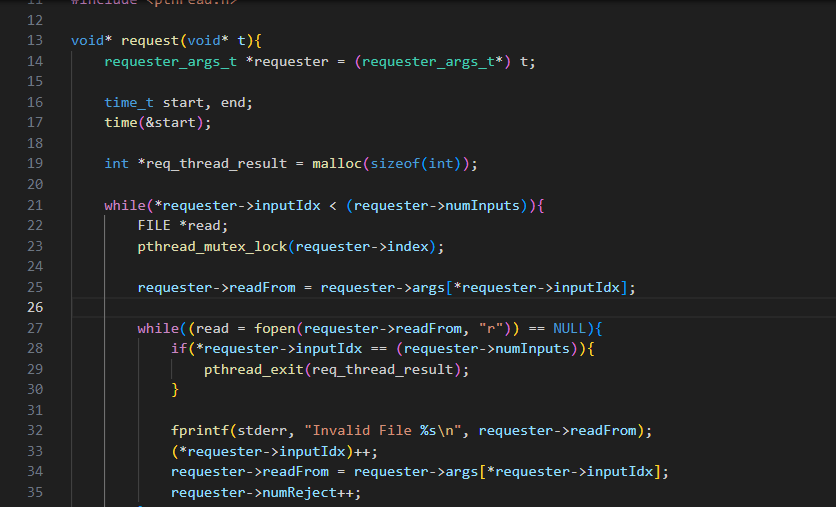 11 #include <pthread.h>
12
13 void* request(void* t){
14 requester_args_t *requester = (requester_args_t*) t;
15
16 time_t start, end;
17 time(&start);
18
19 int *req_thread_result = malloc(sizeof(int));
20
21 while(*requester->inputIdx < (requester->numInputs)){
22 FILE *read;
23 pthread_mutex_lock(requester->index);
24
25 requester->readFrom = requester->args[*requester->inputIdx];
26
27 while((read = fopen(requester->readFrom, "r")) == NULL){
28 if(*requester->inputIdx == (requester->numInputs)){
29 pthread_exit(req_thread_result);
30 }
31
32 fprintf(stderr, "Invalid File %s\n", requester->readFrom);
33 (*requester->inputIdx)++;
34 requester->readFrom = requester->args[*requester->inputIdx];
35 requester->numReject++;